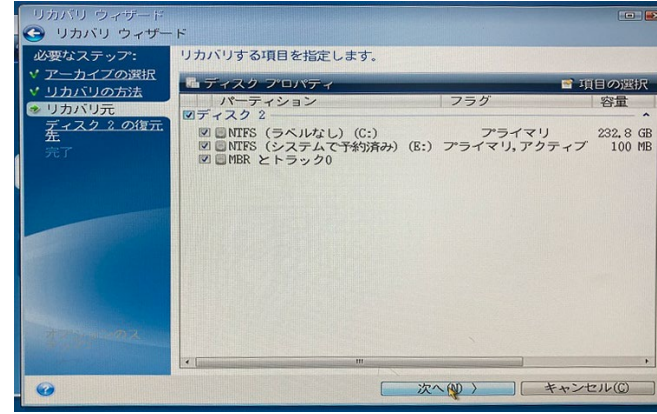 リカバリ ウィザード
リカバリ ウィザード
必要なステップ:
アーカイブの選択
リカバリの方法
リカバリ元
ディスク 2 の復元先
完了
リカバリする項目を指定します。
ディスク プロパティ
項目の選択
パーティション フラグ 容量
ディスク 2
NTFS (ラベルなし) (C:) プライマリ 232.8 GB
NTFS (システムで予約済み) (E:) プライマリ,アクティブ 100 MB
MBR とトラック0
次へ(N) 〉
キャンセル(C)